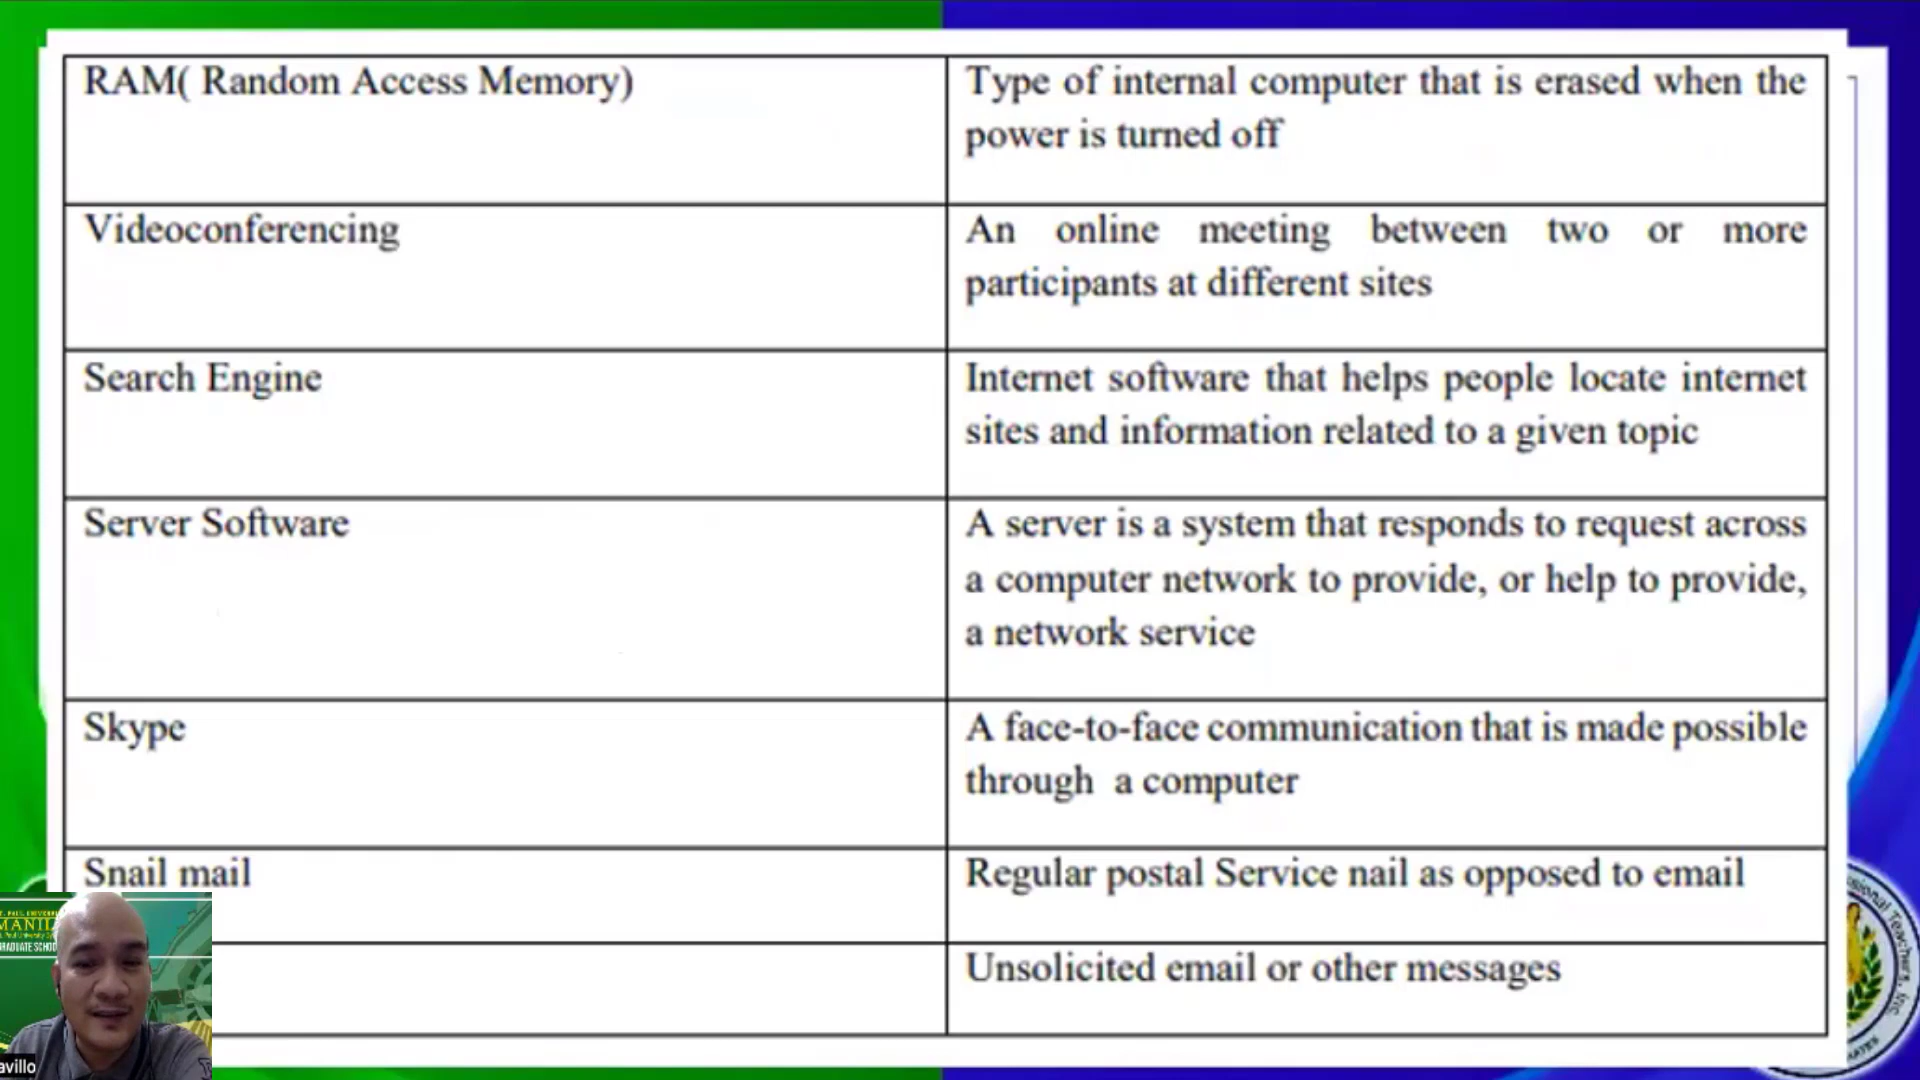 RAM( Random Access Memory)
Type of internal computer that is erased when the
power is turned off
Videoconferencing
An online meeting between two or more
participants at different sites
Search Engine
Internet software that helps people locate internet
sites and information related to a given topic
Server Software
A server is a system that responds to request across
a computer network to provide, or help to provide,
a network service
Skype
A face-to-face communication that is made possible
through a computer
Snail mail
Regular postal Service nail as opposed to email
Unsolicited email or other messages
MANIL
avillo
Teachers, Inc